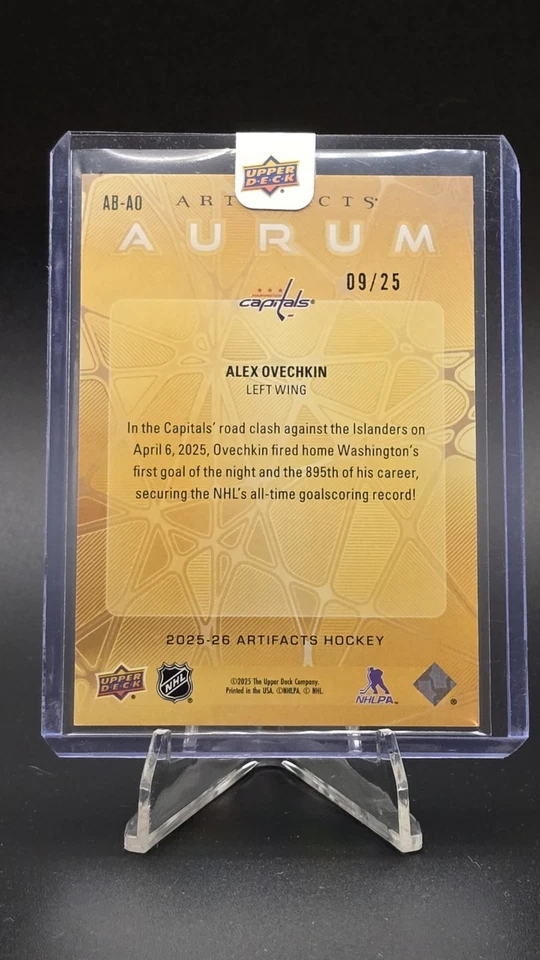 UPPER
D·E·C·K
AB-AO ARTIFACTS
AURUM
09/25
capitals
ALEX OVECHKIN
LEFT WING
In the Capitals' road clash against the Islanders on
April 6, 2025, Ovechkin fired home Washington's
first goal of the night and the 895th of his career,
securing the NHL's all-time goalscoring record!
2025-26 ARTIFACTS HOCKEY
UPPER
D·E·C·K
NHL
©2025 The Upper Deck Company.
Printed in the USA. ©NHLPA. © NHL.
NHLPA